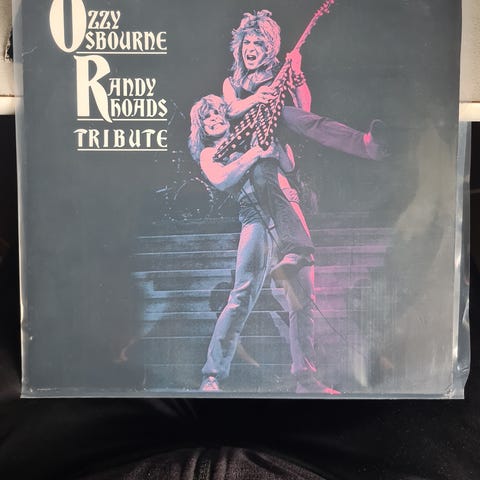 Ozzy
Osbourne
Randy
Rhoads
Tribute